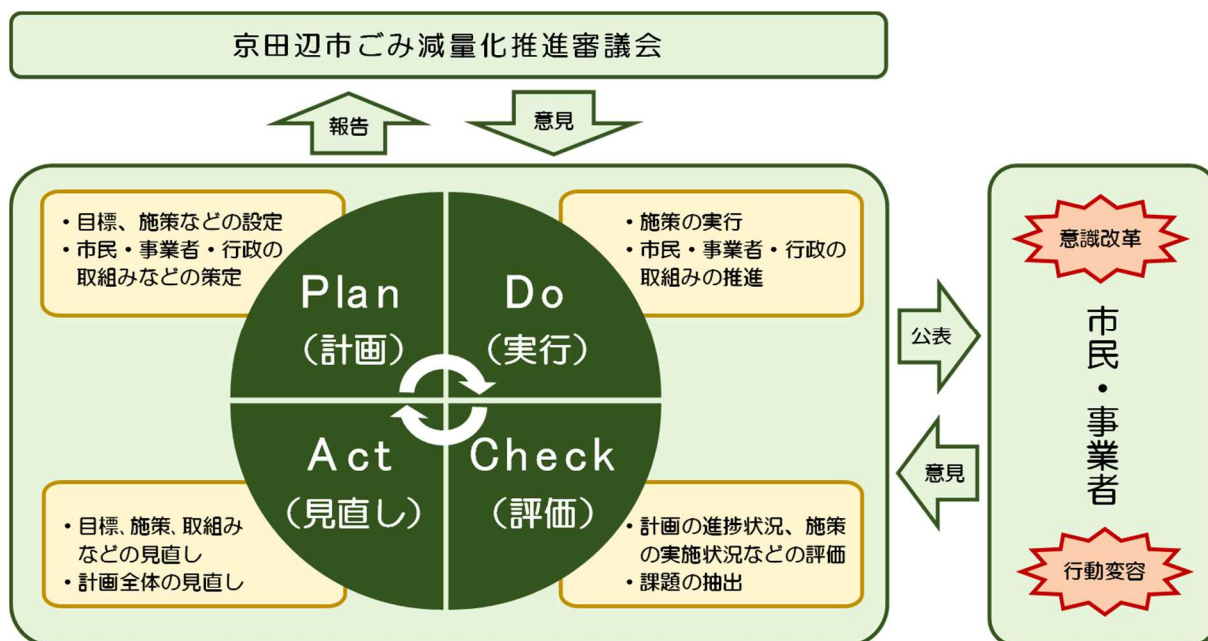 京田辺市ごみ減量化推進審議会
報告
意見
・目標、施策などの設定
・市民・事業者・行政の
取組みなどの策定
Plan
（計画）
・施策の実行
・市民・事業者・行政の
取組みの推進
Do
（実行）
Act
（見直し）
・目標、施策、取組み
などの見直し
・計画全体の見直し
Check
（評価）
・計画の進捗状況、施策
の実施状況などの評価
・課題の抽出
公表
意見
意識改革
市民・事業者
行動変容